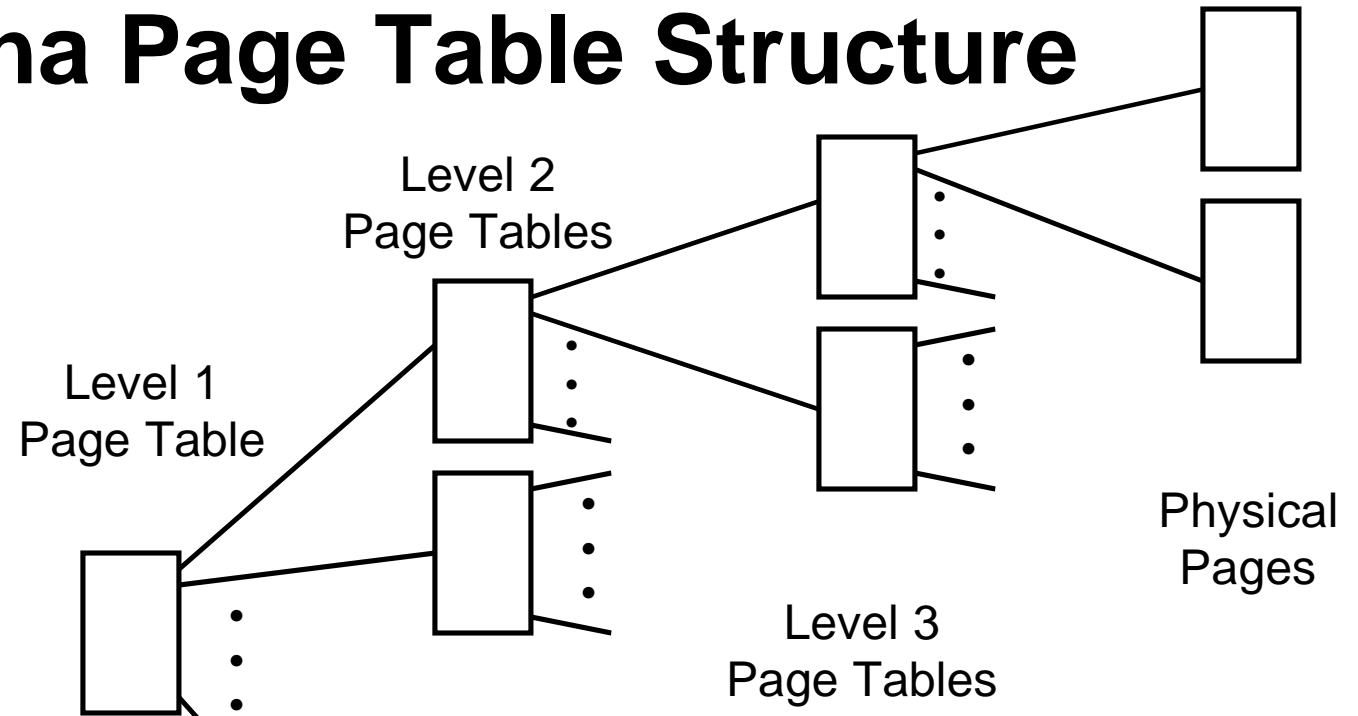 na Page Table Structure
Level 2
Page Tables
Level 1
Page Table
Physical
Pages
Level 3
Page Tables